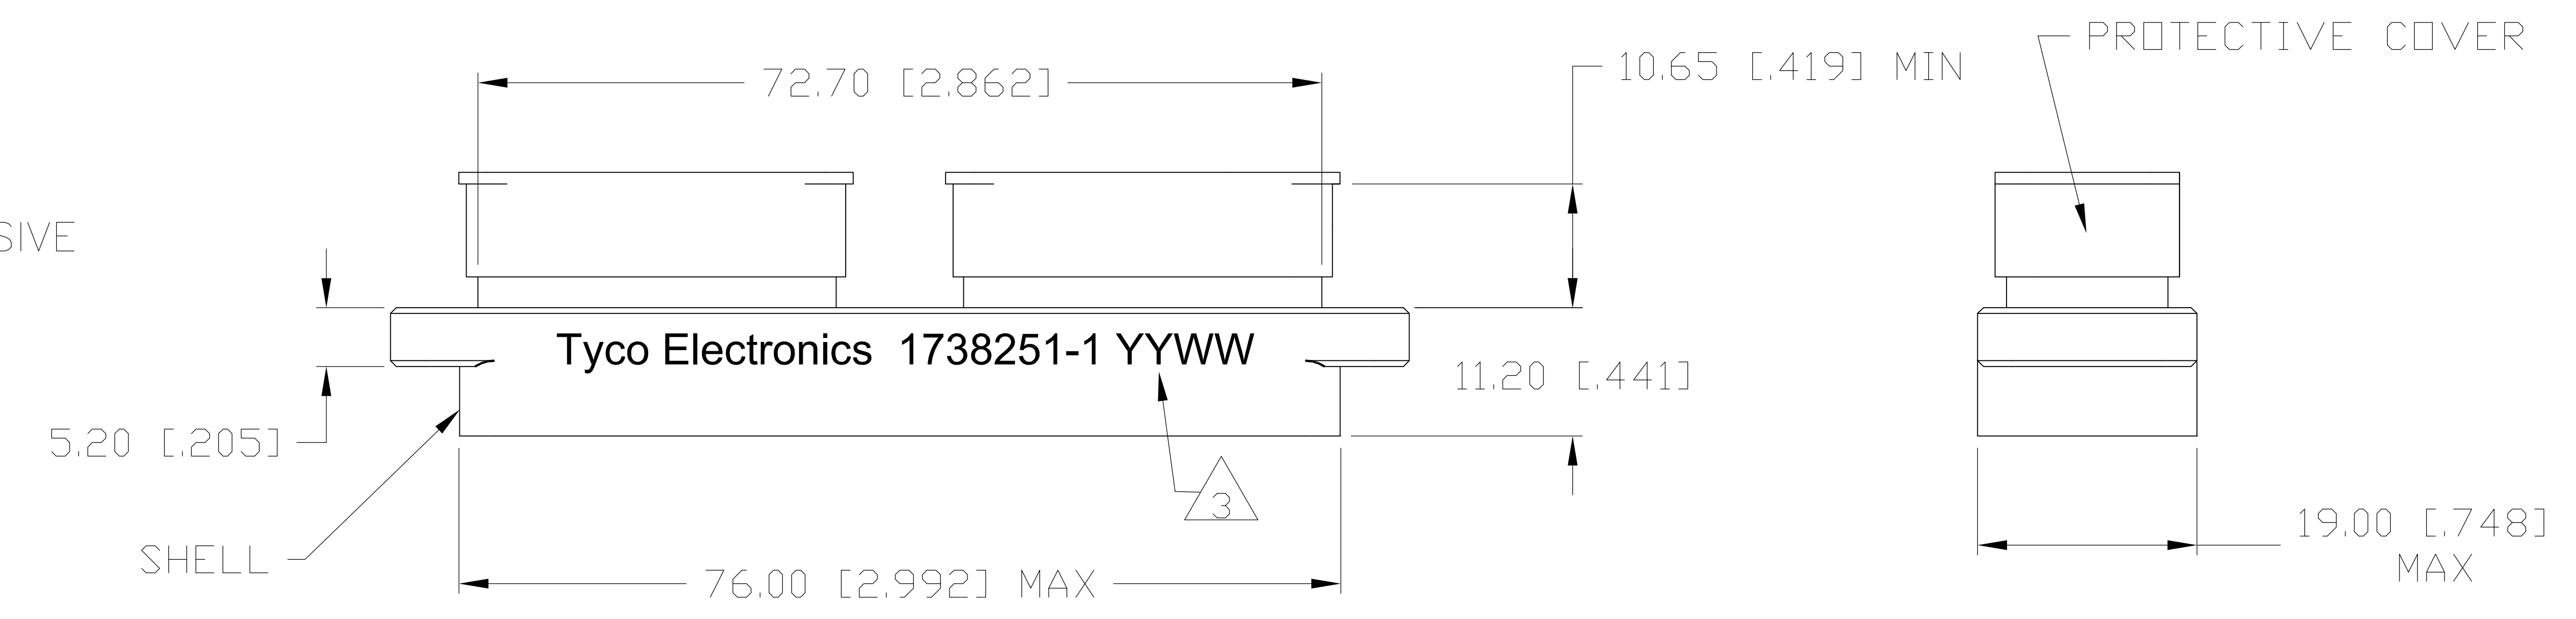 PROTECTIVE COVER
72.70 [2.862]
10.65 [.419] MIN
SIVE
Tyco Electronics 1738251-1 YYWW
11.20 [.441]
5.20 [.205]
3
SHELL
76.00 [2.992] MAX
19.00 [.748]
MAX